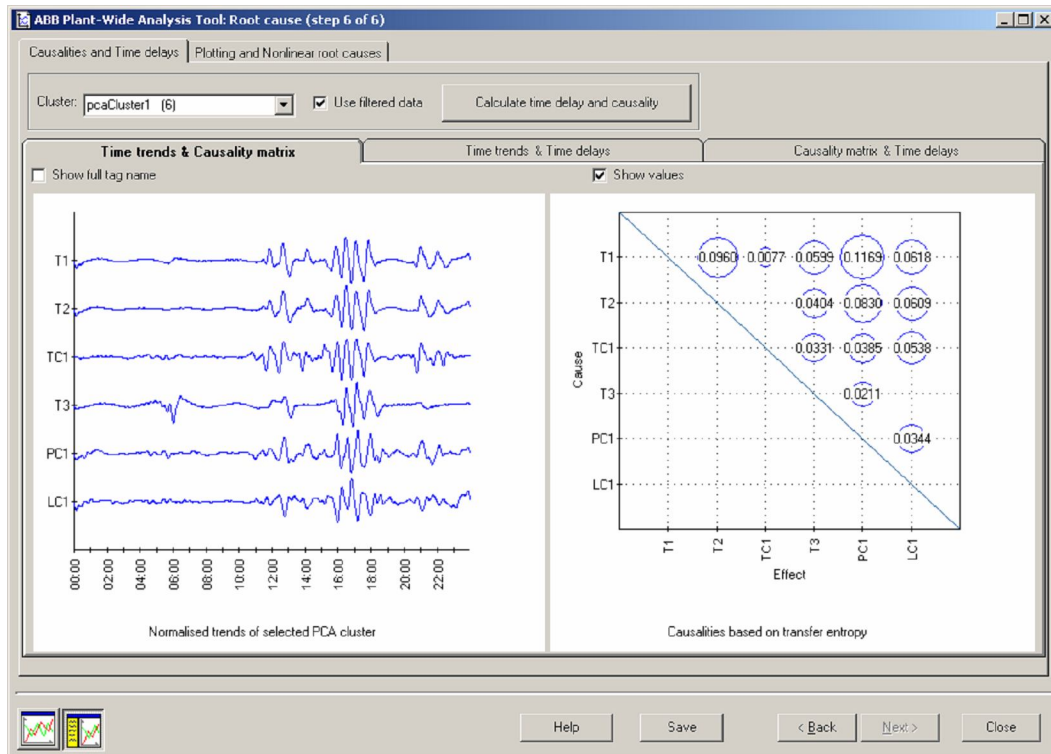 ABB Plant-Wide Analysis Tool: Root cause (step 6 of 6)
Causalities and Time delays
Plotting and Nonlinear root causes
Cluster: pcaCluster1 (6)
Use filtered data
Calculate time delay and causality
Time trends & Causality matrix
Time trends & Time delays
Causality matrix & Time delays
Show full tag name
Show values
T1
T2
TC1
T3
PC1
LC1
00:00
02:00
04:00
06:00
08:00
10:00
12:00
14:00
16:00
18:00
20:00
22:00
Normalised trends of selected PCA cluster
Cause
T1 0.0960 0.0077 0.0599 0.1169 0.0618
T2 0.0404 0.0830 0.0609
TC1 0.0331 0.0385 0.0538
T3 0.0211
PC1 0.0344
LC1
T1 T2 TC1 T3 PC1 LC1
Effect
Causalities based on transfer entropy
Help
Save
< Back
Next >
Close